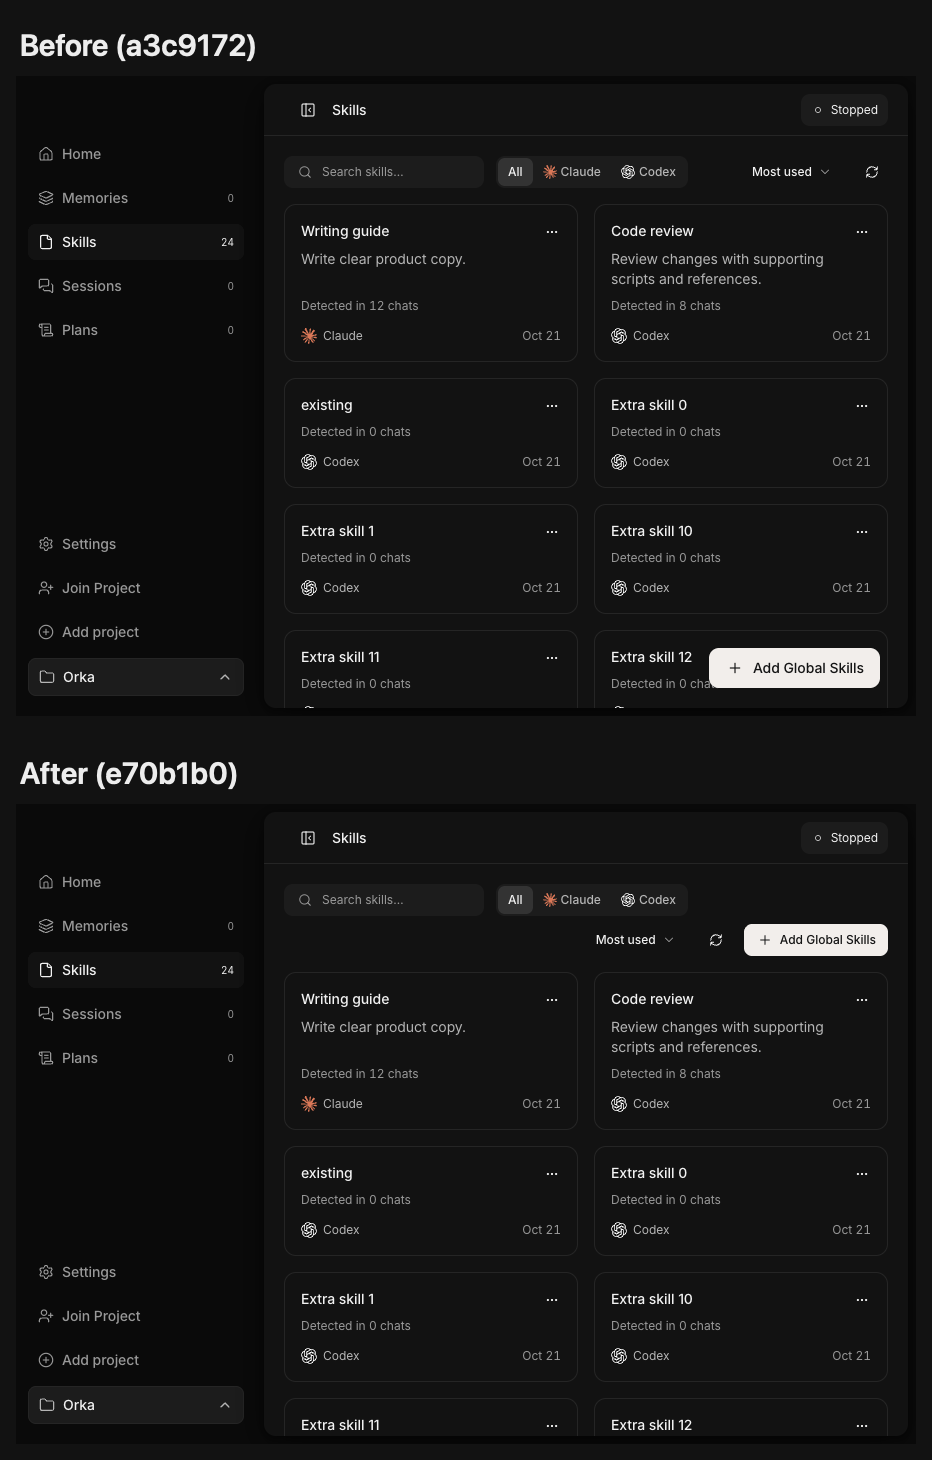 Before (a3c9172)
Skills
Stopped
Home
Memories 0
Skills 24
Sessions 0
Plans 0
Settings
Join Project
Add project
Orka
Search skills...
All Claude Codex
Most used
Writing guide ...
Write clear product copy.
Detected in 12 chats
Claude Oct 21
Code review ...
Review changes with supporting
scripts and references.
Detected in 8 chats
Codex Oct 21
existing ...
Detected in 0 chats
Codex Oct 21
Extra skill 0 ...
Detected in 0 chats
Codex Oct 21
Extra skill 1 ...
Detected in 0 chats
Codex Oct 21
Extra skill 10 ...
Detected in 0 chats
Codex Oct 21
Extra skill 11 ...
Detected in 0 chats
Extra skill 12
Detected in 0 cha
Add Global Skills
After (e70b1b0)
Skills
Stopped
Home
Memories 0
Skills 24
Sessions 0
Plans 0
Settings
Join Project
Add project
Orka
Search skills...
All Claude Codex
Most used
Add Global Skills
Writing guide ...
Write clear product copy.
Detected in 12 chats
Claude Oct 21
Code review ...
Review changes with supporting
scripts and references.
Detected in 8 chats
Codex Oct 21
existing ...
Detected in 0 chats
Codex Oct 21
Extra skill 0 ...
Detected in 0 chats
Codex Oct 21
Extra skill 1 ...
Detected in 0 chats
Codex Oct 21
Extra skill 10 ...
Detected in 0 chats
Codex Oct 21
Extra skill 11 ...
Extra skill 12 ...